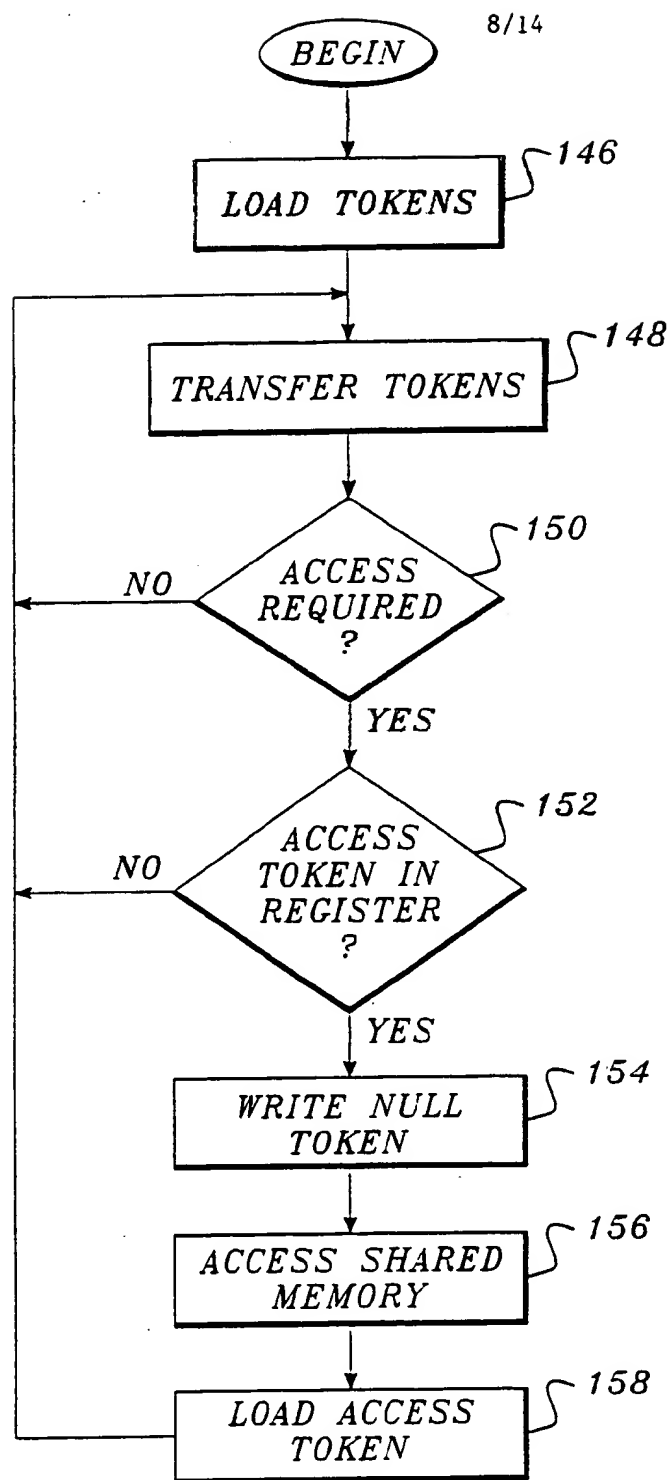 8/14
BEGIN
146
LOAD TOKENS
148
TRANSFER TOKENS
150
ACCESS
REQUIRED
?
NO
YES
152
ACCESS
TOKEN IN
REGISTER
?
NO
YES
154
WRITE NULL
TOKEN
156
ACCESS SHARED
MEMORY
158
LOAD ACCESS
TOKEN